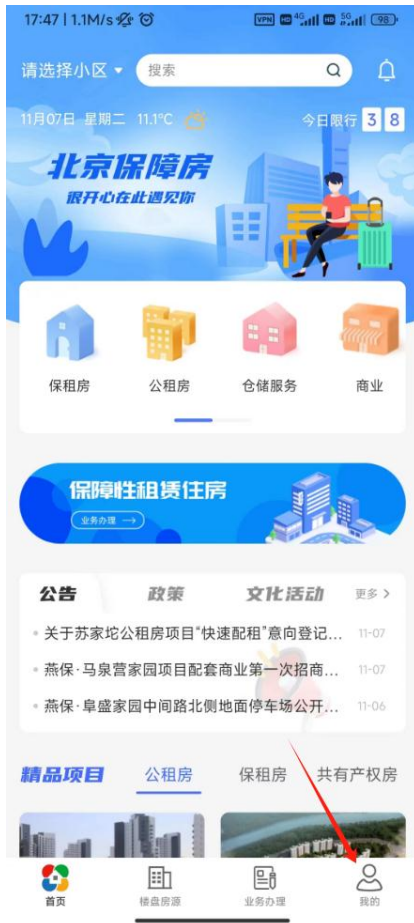 17:47 | 1.1M/s
VPN HD 4G HD 5G 98
请选择小区 搜索
11月07日 星期二 11.1°C 今日限行 3 8
北京保障房
很开心在此遇见你
保租房 公租房 仓储服务 商业
保障性租赁住房
业务办理 →
公告 政策 文化活动 更多 >
关于苏家坨公租房项目“快速配租”意向登记... 11-07
燕保·马泉营家园项目配套商业第一次招商... 11-07
燕保·阜盛家园中间路北侧地面停车场公开... 11-06
精品项目 公租房 保租房 共有产权房
首页 楼盘房源 业务办理 我的